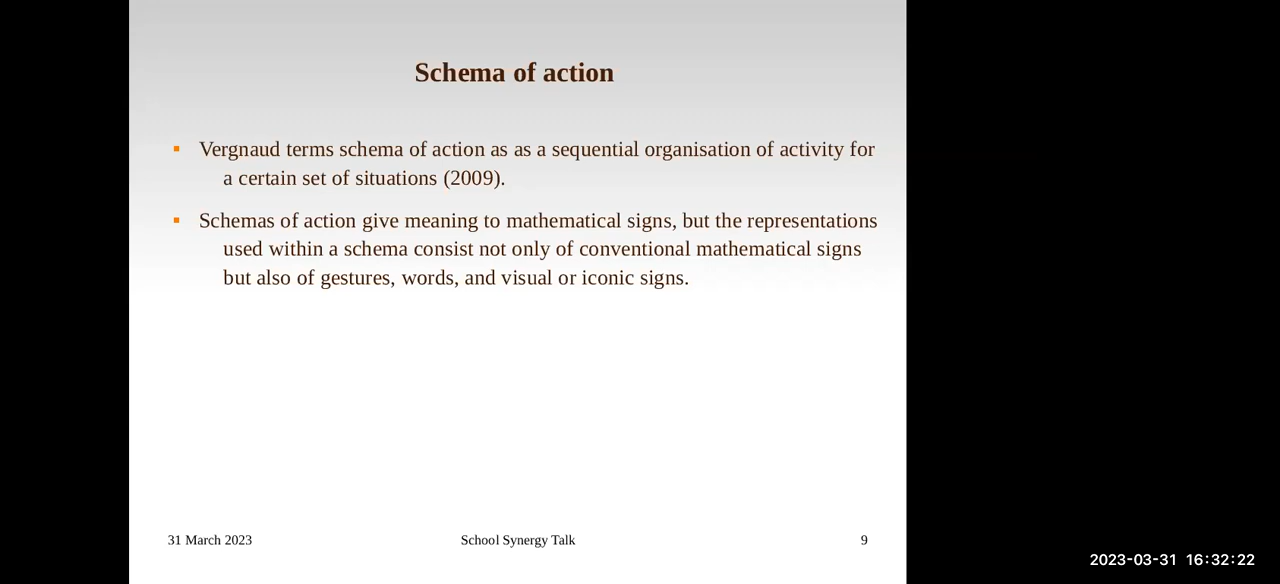 Schema of action
Vergnaud terms schema of action as as a sequential organisation of activity for
a certain set of situations (2009).
Schemas of action give meaning to mathematical signs, but the representations
used within a schema consist not only of conventional mathematical signs
but also of gestures, words, and visual or iconic signs.
31 March 2023
School Synergy Talk
9
2023-03-31 16:32:22